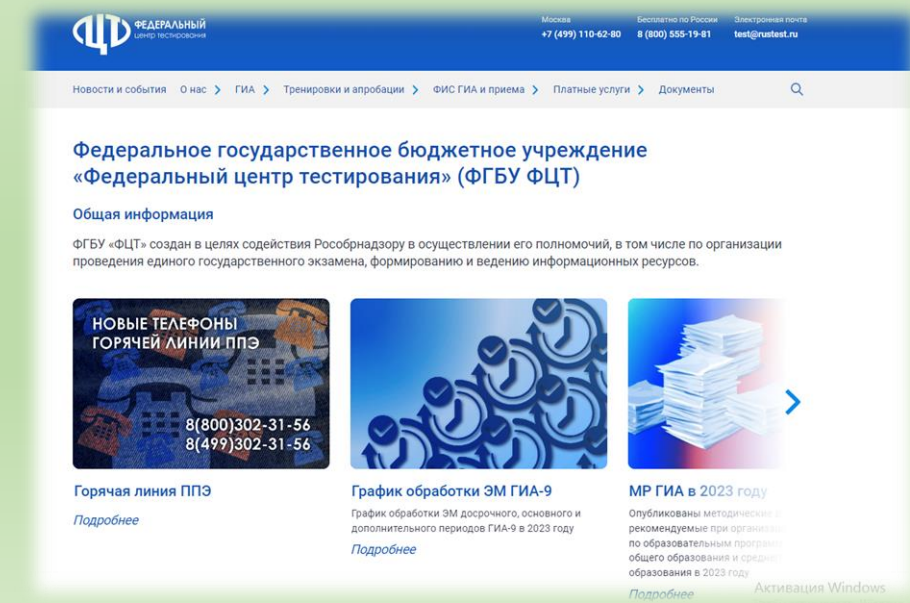 ФЕДЕРАЛЬНЫЙ
центр тестирования
Москва
+7 (499) 110-62-80
Бесплатно по России
8 (800) 555-19-81
Электронная почта
test@rustest.ru
Новости и события О нас ГИА Тренировки и апробации ФИС ГИА и приема Платные услуги Документы
Федеральное государственное бюджетное учреждение
«Федеральный центр тестирования» (ФГБУ ФЦТ)
Общая информация
ФГБУ «ФЦТ» создан в целях содействия Рособрнадзору в осуществлении его полномочий, в том числе по организации
проведения единого государственного экзамена, формированию и ведению информационных ресурсов.
НОВЫЕ ТЕЛЕФОНЫ
ГОРЯЧЕЙ ЛИНИИ ППЭ
8(800)302-31-56
8(499)302-31-56
Горячая линия ППЭ
Подробнее
График обработки ЭМ ГИА-9
График обработки ЭМ досрочного, основного и
дополнительного периодов ГИА-9 в 2023 году
Подробнее
МР ГИА в 2023 году
Опубликованы
рекомендуемые при
по образовательным
общего образования и
образования в 2023 году
Подробнее
Активация Windows